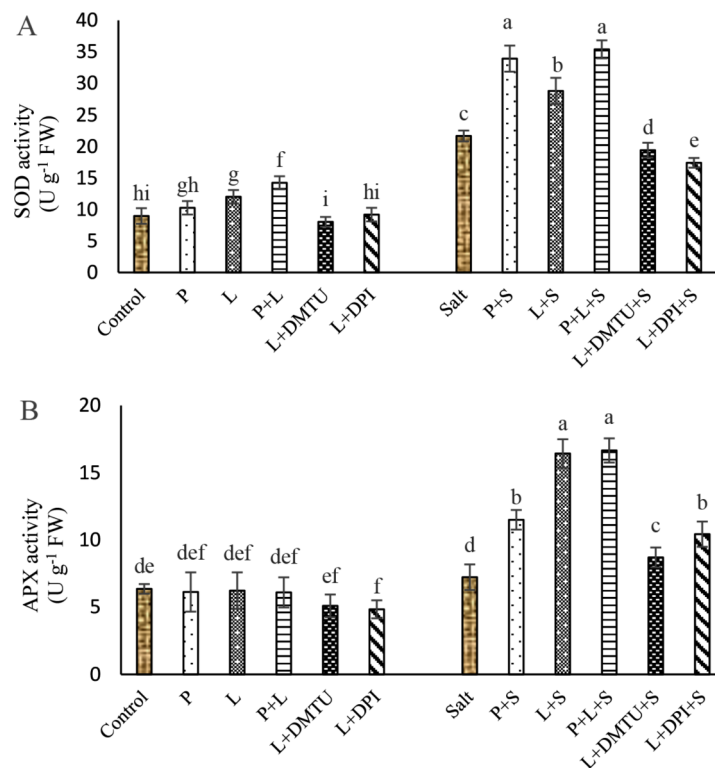 A
SOD activity
(U g-1 FW)
40
35
30
25
20
15
10
5
0
hi
gh
g
f
i
hi
c
a
b
a
d
e
Control
P
L
P+L
L+DMTU
L+DPI
Salt
P+S
L+S
P+L+S
L+DMTU+S
L+DPI+S
B
APX activity
(U g-1 FW)
20
15
10
5
0
de
def
def
def
ef
f
d
b
a
a
c
b
Control
P
L
P+L
L+DMTU
L+DPI
Salt
P+S
L+S
P+L+S
L+DMTU+S
L+DPI+S